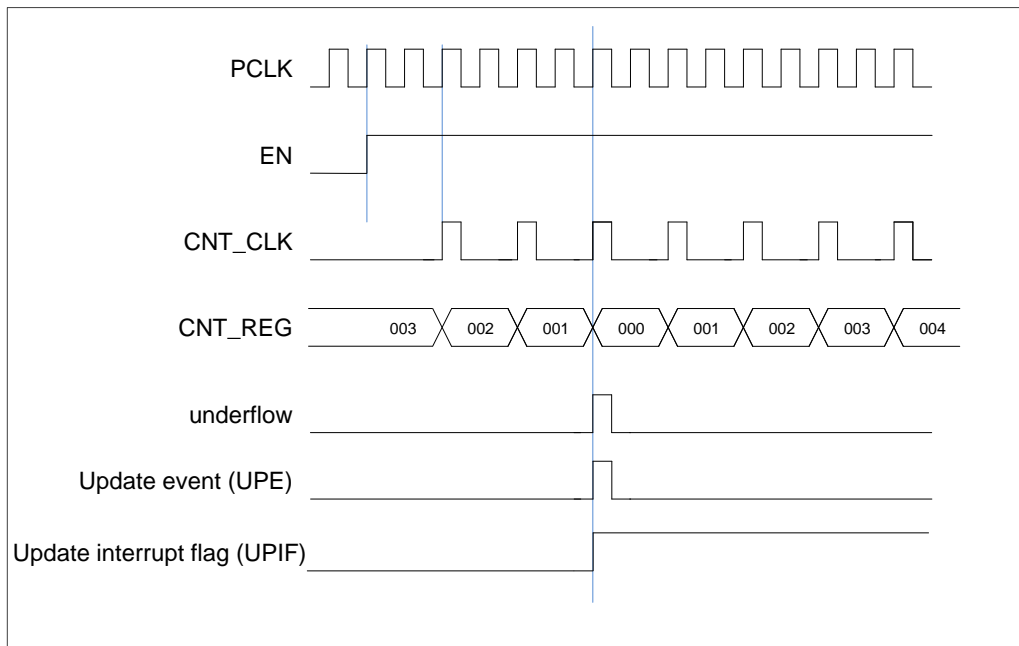 PCLK
EN
CNT_CLK
CNT_REG 003 002 001 000 001 002 003 004
underflow
Update event (UPE)
Update interrupt flag (UPIF)